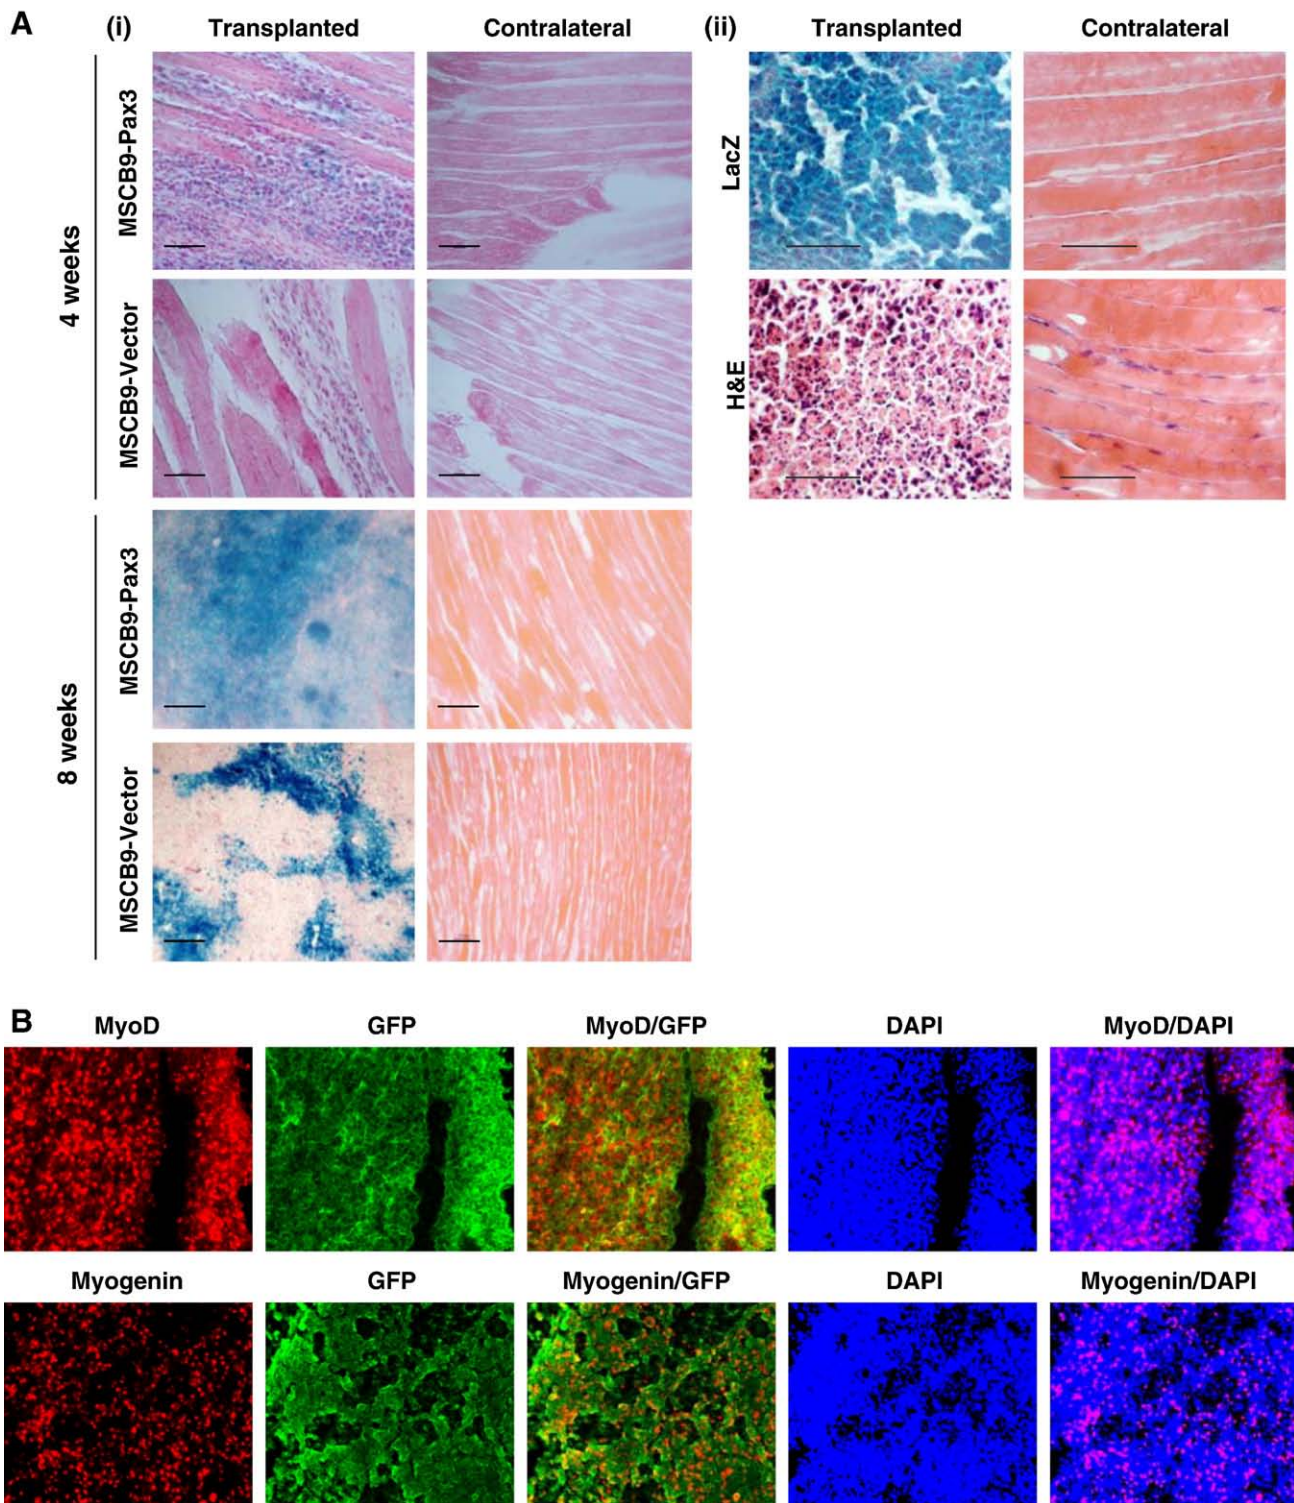 A (i) Transplanted Contralateral (ii) Transplanted Contralateral
4 weeks
MSCB9-Pax3
MSCB9-Vector
LacZ
H&E
8 weeks
MSCB9-Pax3
MSCB9-Vector
B MyoD GFP MyoD/GFP DAPI MyoD/DAPI
Myogenin GFP Myogenin/GFP DAPI Myogenin/DAPI